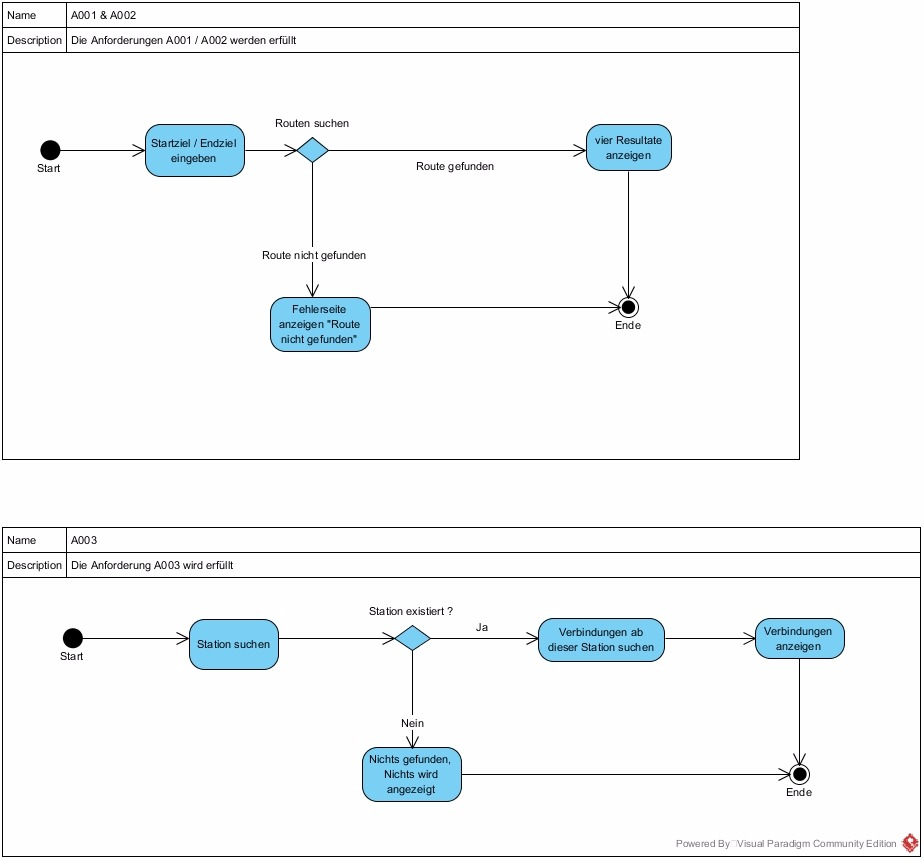 Name A001 & A002
Description Die Anforderungen A001 / A002 werden erfüllt
Routen suchen
Start
Startziel / Endziel
eingeben
Route gefunden
vier Resultate
anzeigen
Route nicht gefunden
Fehlerseite
anzeigen "Route
nicht gefunden"
Ende
Name A003
Description Die Anforderung A003 wird erfüllt
Station existiert ?
Start
Station suchen
Ja
Verbindungen ab
dieser Station suchen
Verbindungen
anzeigen
Nein
Nichts gefunden,
Nichts wird
angezeigt
Ende
Powered By Visual Paradigm Community Edition